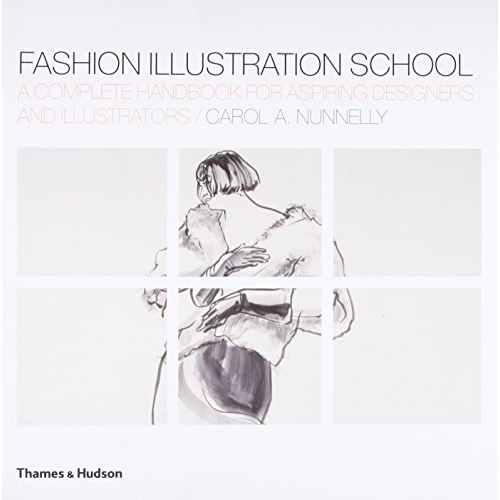 FASHION ILLUSTRATION SCHOOL
A COMPLETE HANDBOOK FOR ASPIRING DESIGNERS
AND ILLUSTRATORS / CAROL A. NUNNELLY
Thames & Hudson